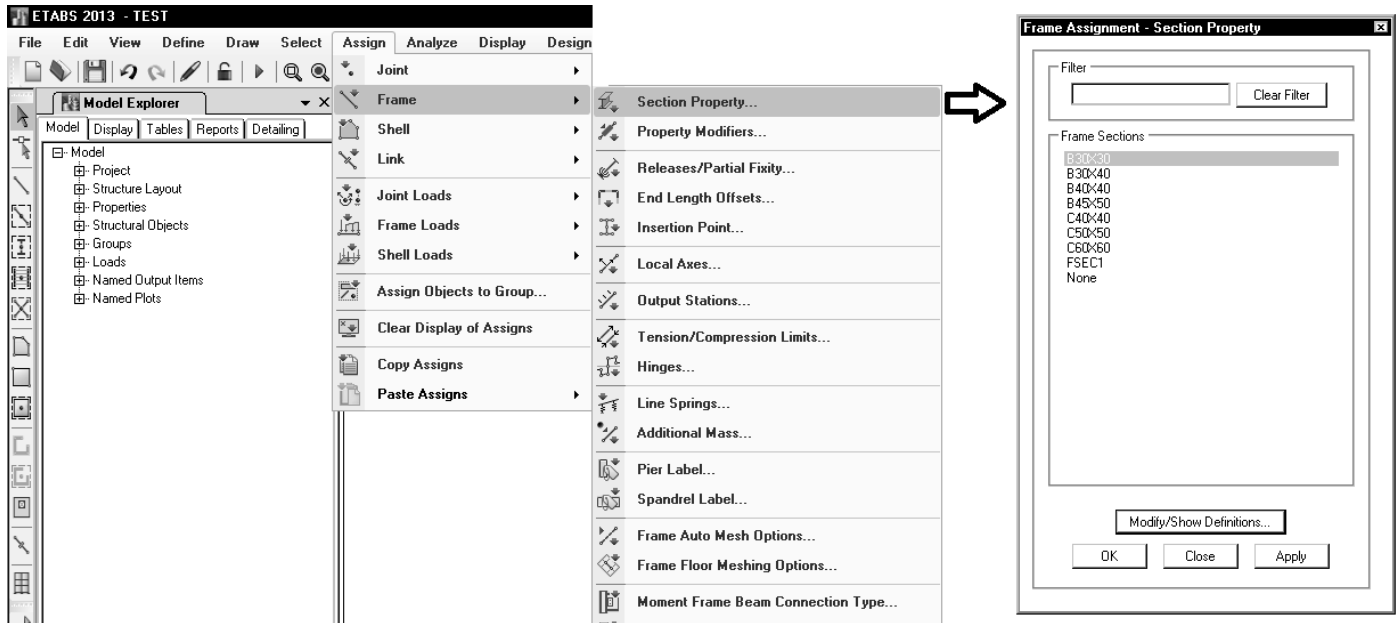 ETABS 2013 - TEST
File Edit View Define Draw Select Assign Analyze Display Design
Model Explorer
Model Display Tables Reports Detailing
Model
Project
Structure Layout
Properties
Structural Objects
Groups
Loads
Named Output Items
Named Plots
Joint
Frame
Shell
Link
Joint Loads
Frame Loads
Shell Loads
Assign Objects to Group...
Clear Display of Assigns
Copy Assigns
Paste Assigns
Section Property...
Property Modifiers...
Releases/Partial Fixity...
End Length Offsets...
Insertion Point...
Local Axes...
Output Stations...
Tension/Compression Limits...
Hinges...
Line Springs...
Additional Mass...
Pier Label...
Spandrel Label...
Frame Auto Mesh Options...
Frame Floor Meshing Options...
Moment Frame Beam Connection Type...
Frame Assignment - Section Property
Filter
Clear Filter
Frame Sections
B30X30
B30X40
B40X40
B45X50
C40X40
C50X50
C60X60
FSEC1
None
Modify/Show Definitions...
OK Close Apply